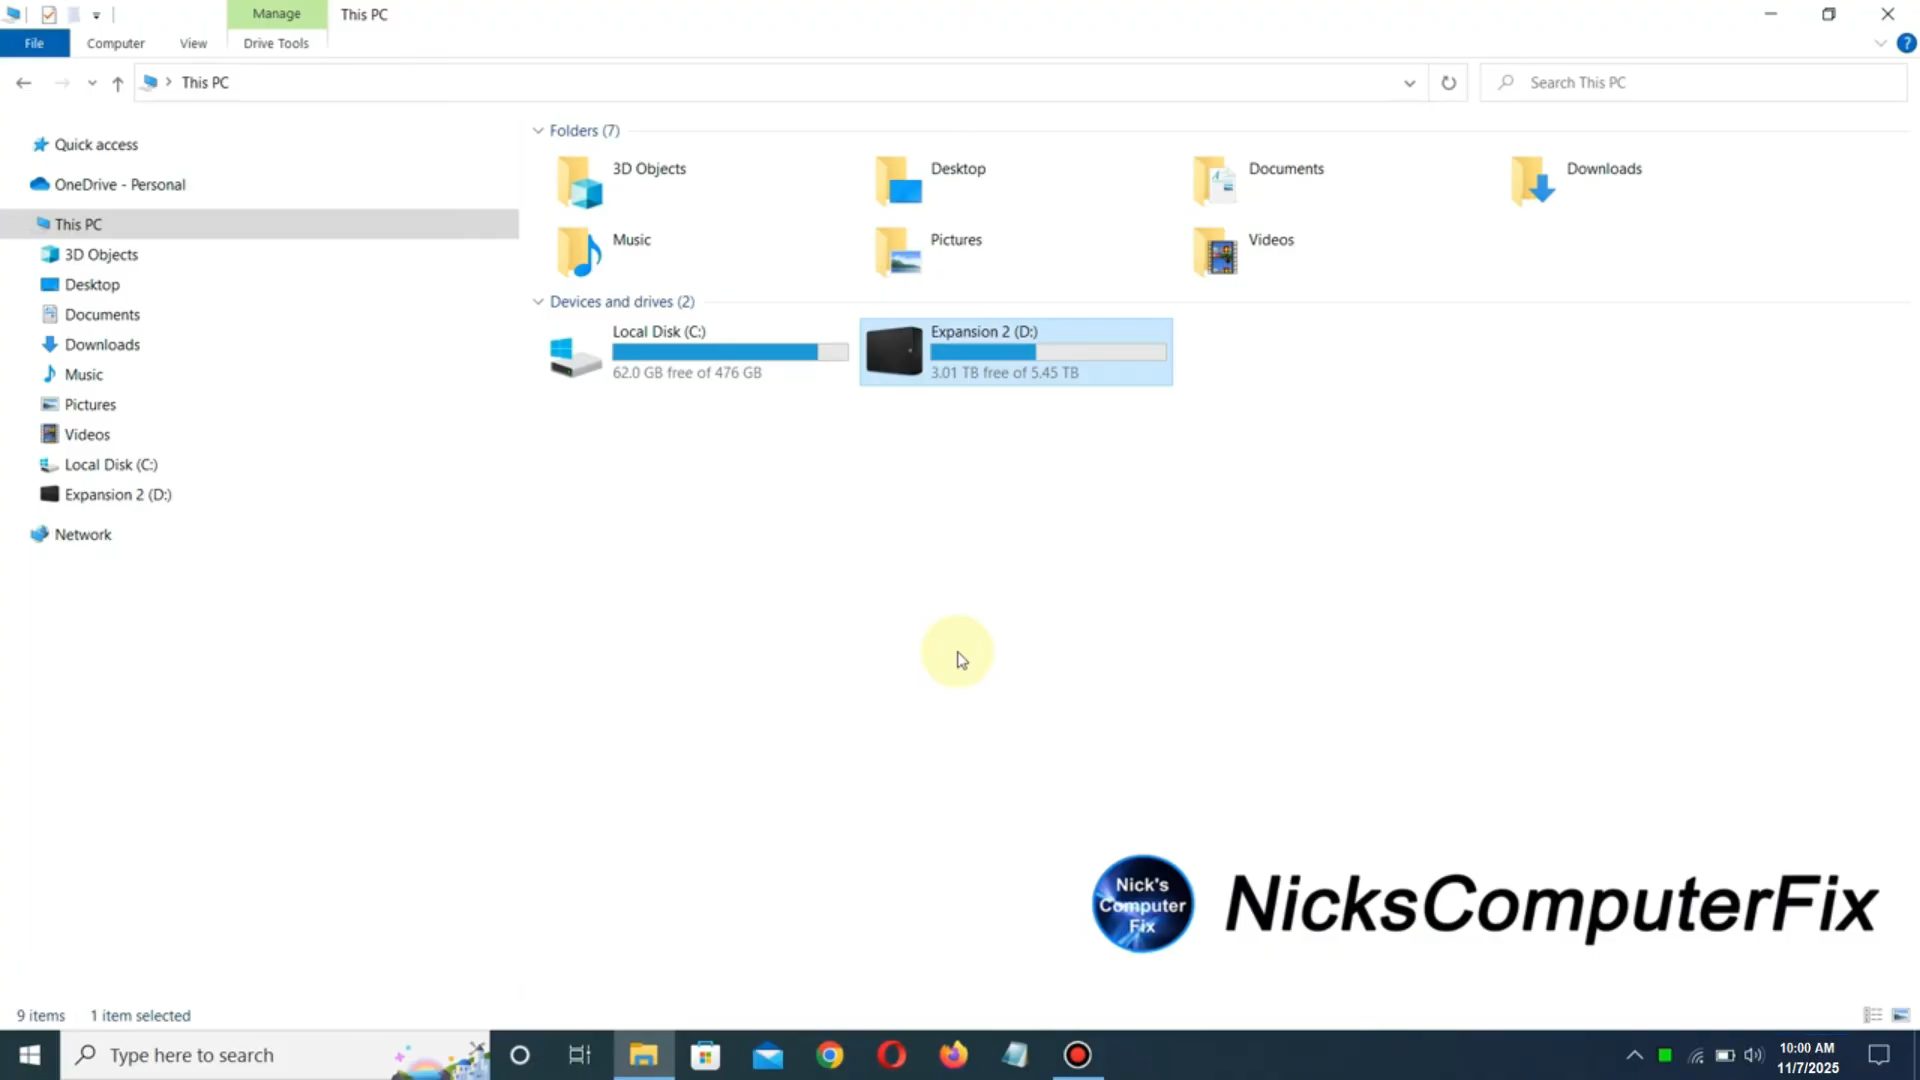 Manage
This PC
File
Computer
View
Drive Tools
This PC
Search This PC
Quick access
OneDrive - Personal
This PC
3D Objects
Desktop
Documents
Downloads
Music
Pictures
Videos
Local Disk (C:)
Expansion 2 (D:)
Network
Folders (7)
3D Objects
Desktop
Documents
Downloads
Music
Pictures
Videos
Devices and drives (2)
Local Disk (C:)
62.0 GB free of 476 GB
Expansion 2 (D:)
3.01 TB free of 5.45 TB
Nick's
Computer
Fix
NicksComputerFix
9 items
1 item selected
Type here to search
10:00 AM
11/7/2025